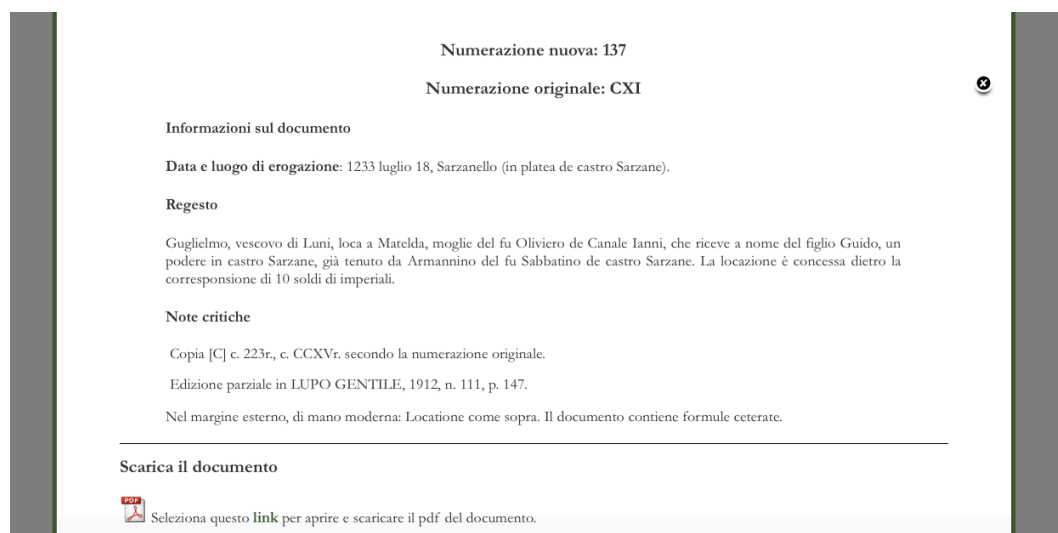 Numerazione nuova: 137
Numerazione originale: CXI
Informazioni sul documento
Data e luogo di erogazione: 1233 luglio 18, Sarzanello (in platea de castro Sarzane).
Regesto
Guglielmo, vescovo di Luni, loca a Matelda, moglie del fu Oliviero de Canale Ianni, che riceve a nome del figlio Guido, un
podere in castro Sarzane, già tenuto da Armannino del fu Sabbatino de castro Sarzane. La locazione è concessa dietro la
corresponsione di 10 soldi di imperiali.
Note critiche
Copia [C] c. 223r., c. CCXVr. secondo la numerazione originale.
Edizione parziale in LUPO GENTILE, 1912, n. 111, p. 147.
Nel margine esterno, di mano moderna: Locatione come sopra. Il documento contiene formule ceterate.
Scarica il documento
PDF
Seleziona questo link per aprire e scaricare il pdf del documento.